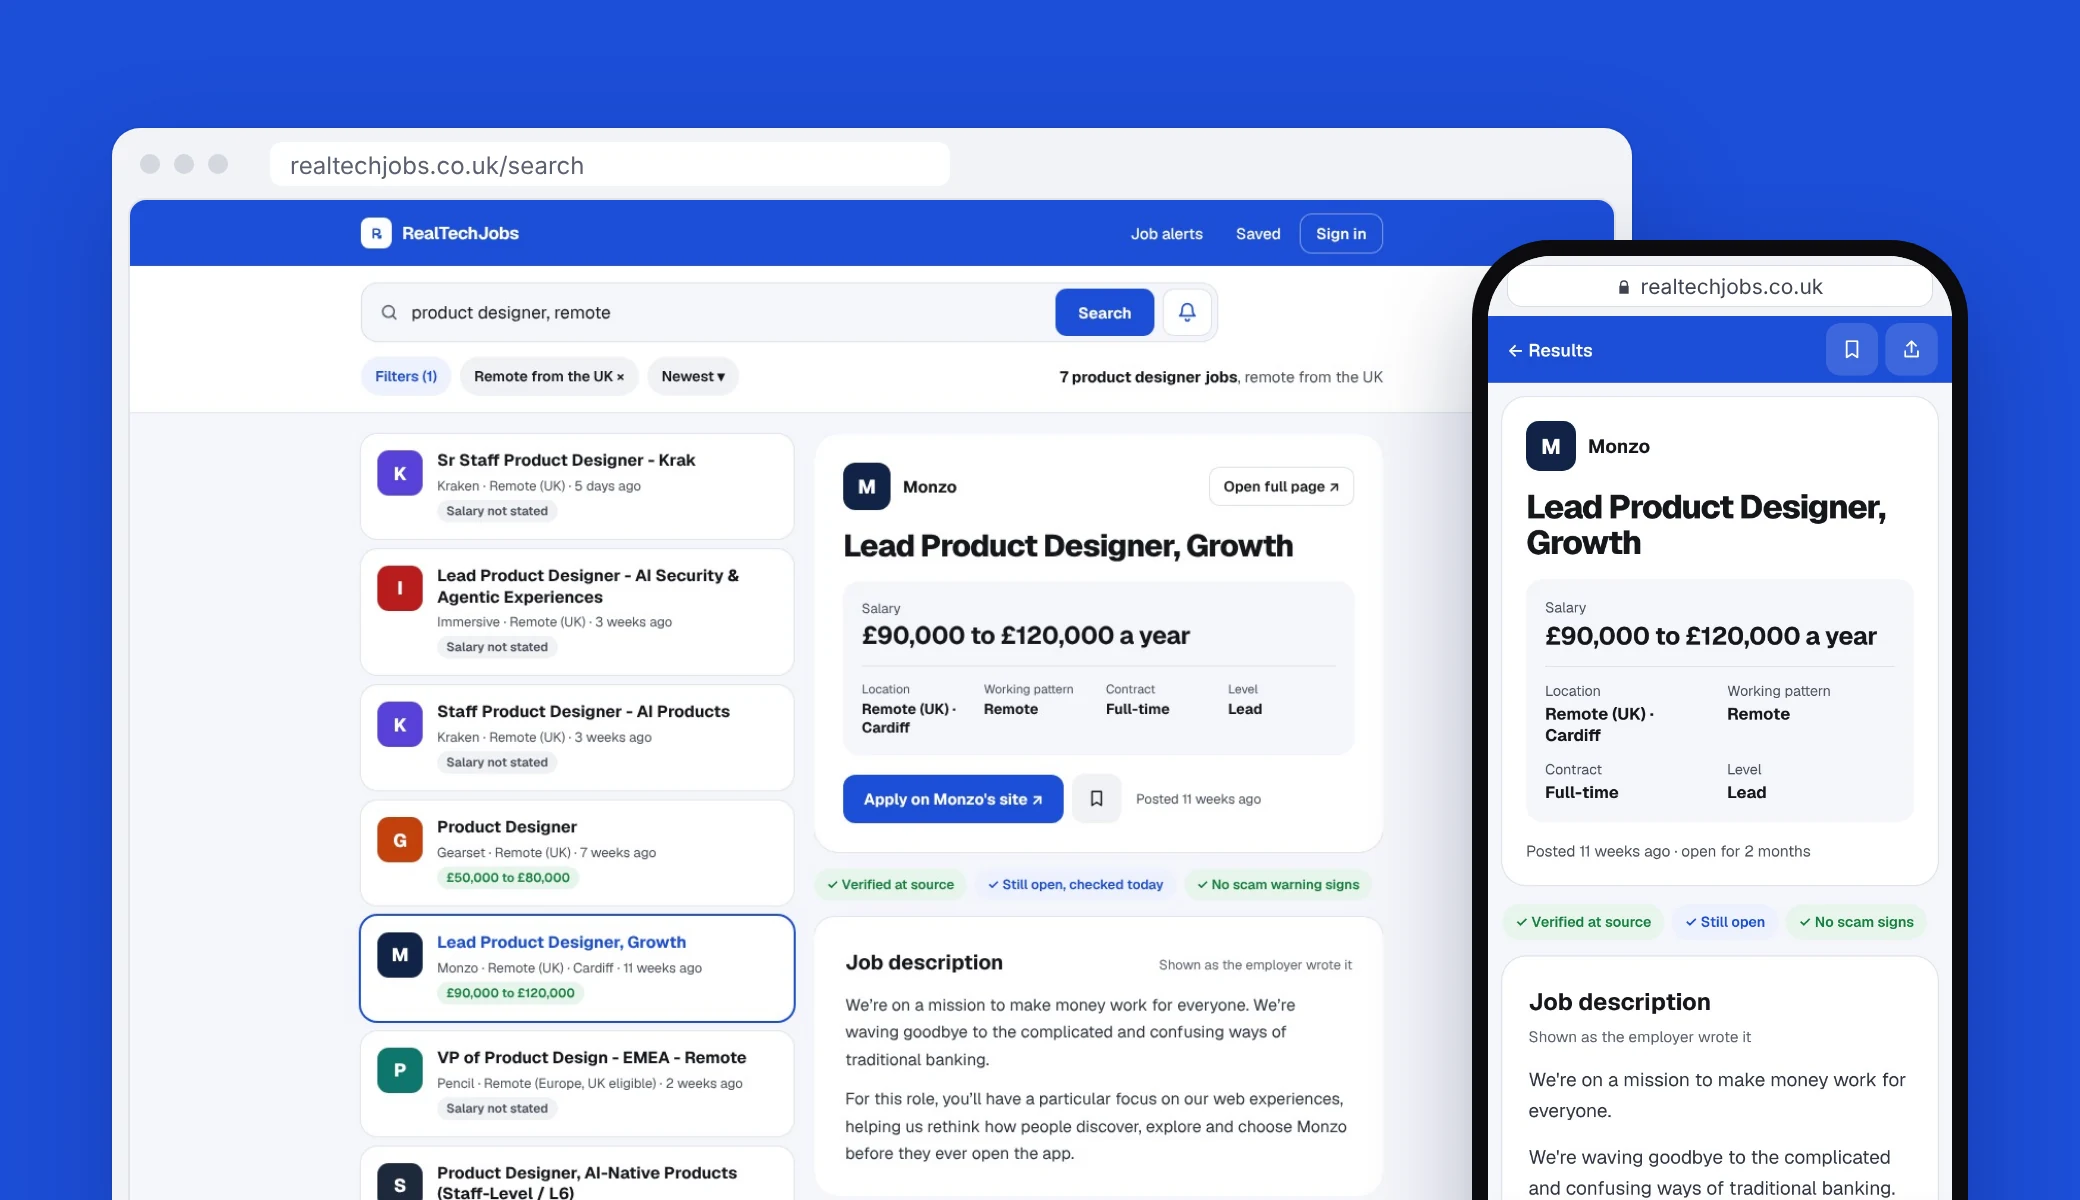 realtechjobs.co.uk/search
R RealTechJobs
Job alerts Saved Sign in
product designer, remote
Search
Filters (1) Remote from the UK × Newest ▾
7 product designer jobs, remote from the UK
K
Sr Staff Product Designer - Krak
Kraken · Remote (UK) · 5 days ago
Salary not stated
I
Lead Product Designer - AI Security &
Agentic Experiences
Immersive · Remote (UK) · 3 weeks ago
Salary not stated
K
Staff Product Designer - AI Products
Kraken · Remote (UK) · 3 weeks ago
Salary not stated
G
Product Designer
Gearset · Remote (UK) · 7 weeks ago
£50,000 to £80,000
M
Lead Product Designer, Growth
Monzo · Remote (UK) · Cardiff · 11 weeks ago
£90,000 to £120,000
P
VP of Product Design - EMEA - Remote
Pencil · Remote (Europe, UK eligible) · 2 weeks ago
Salary not stated
S
Product Designer, AI-Native Products
(Staff-Level / L6)
M Monzo
Open full page ↗
Lead Product Designer, Growth
Salary
£90,000 to £120,000 a year
Location Working pattern Contract Level
Remote (UK) · Remote Full-time Lead
Cardiff
Apply on Monzo's site ↗
Posted 11 weeks ago
✓ Verified at source ✓ Still open, checked today ✓ No scam warning signs
Job description
Shown as the employer wrote it
We're on a mission to make money work for everyone. We're
waving goodbye to the complicated and confusing ways of
traditional banking.
For this role, you'll have a particular focus on our web experiences,
helping us rethink how people discover, explore and choose Monzo
before they ever open the app.
realtechjobs.co.uk
← Results
M Monzo
Lead Product Designer,
Growth
Salary
£90,000 to £120,000 a year
Location Working pattern
Remote (UK) · Remote
Cardiff
Contract Level
Full-time Lead
Posted 11 weeks ago · open for 2 months
✓ Verified at source ✓ Still open ✓ No scam signs
Job description
Shown as the employer wrote it
We're on a mission to make money work for
everyone.
We're waving goodbye to the complicated
and confusing ways of traditional banking.